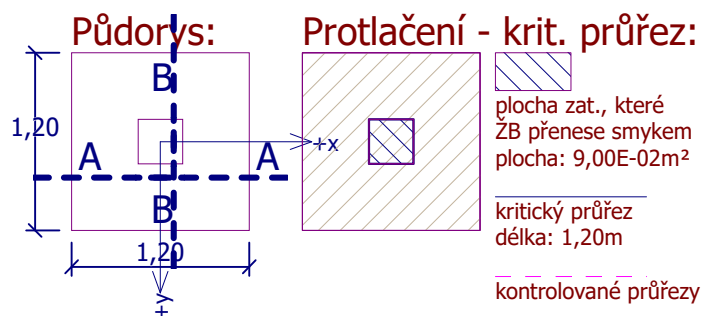 Půdorys:
B
1,20
A
A
+x
B
1,20
+y
Protlačení - krit. průřez:
plocha zat., které
ŽB přenese smykem
plocha: 9,00E-02m²
kritický průřez
délka: 1,20m
kontrolované průřezy